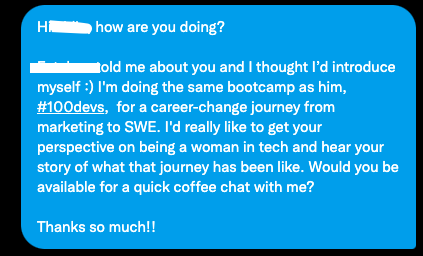 how are you doing?
told me about you and I thought I'd introduce
myself :) I'm doing the same bootcamp as him,
#100devs, for a career-change journey from
marketing to SWE. I'd really like to get your
perspective on being a woman in tech and hear your
story of what that journey has been like. Would you be
available for a quick coffee chat with me?
Thanks so much!!